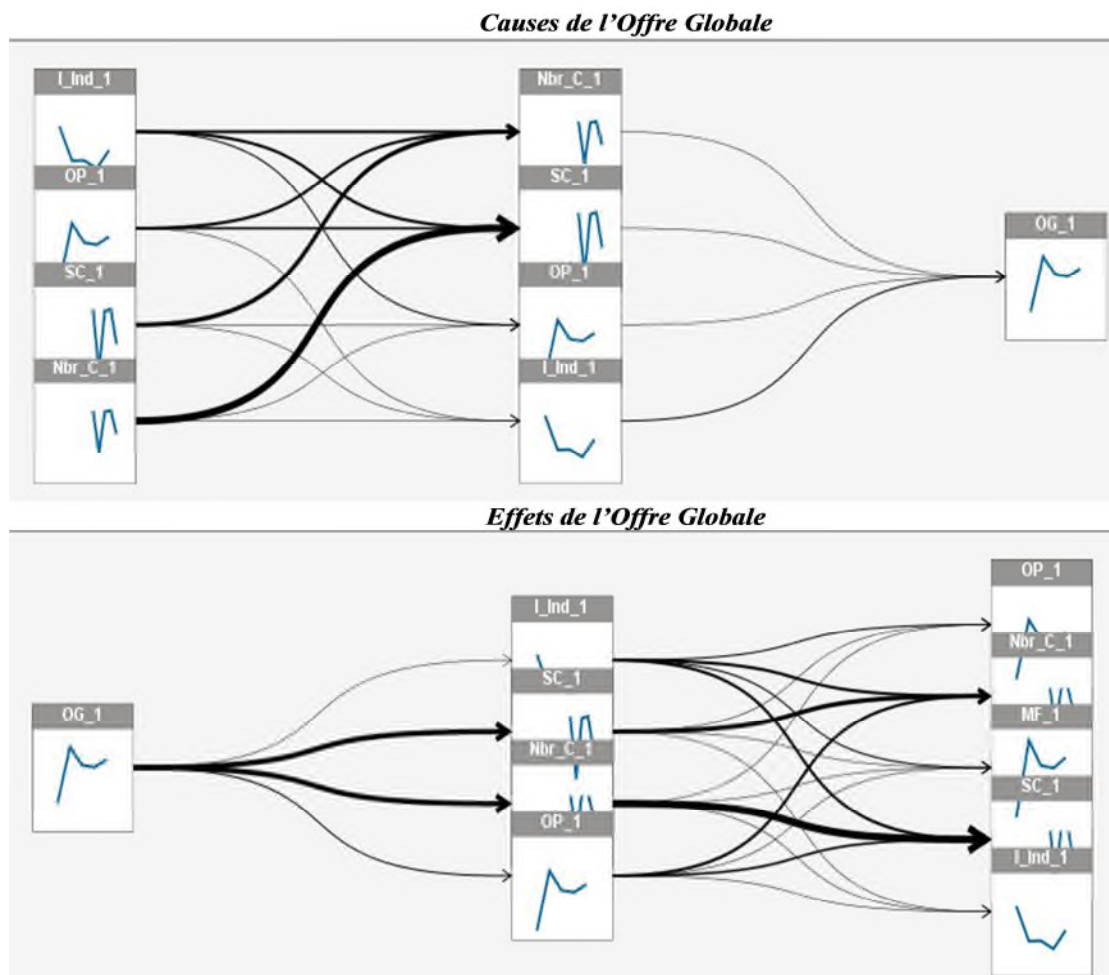 Causes de l'Offre Globale
I_Ind_1
OP_1
SC_1
Nbr_C_1
Nbr_C_1
SC_1
OP_1
I_Ind_1
OG_1
Effets de l'Offre Globale
OG_1
I_Ind_1
SC_1
Nbr_C_1
OP_1
OP_1
Nbr_C_1
MF_1
SC_1
I_Ind_1